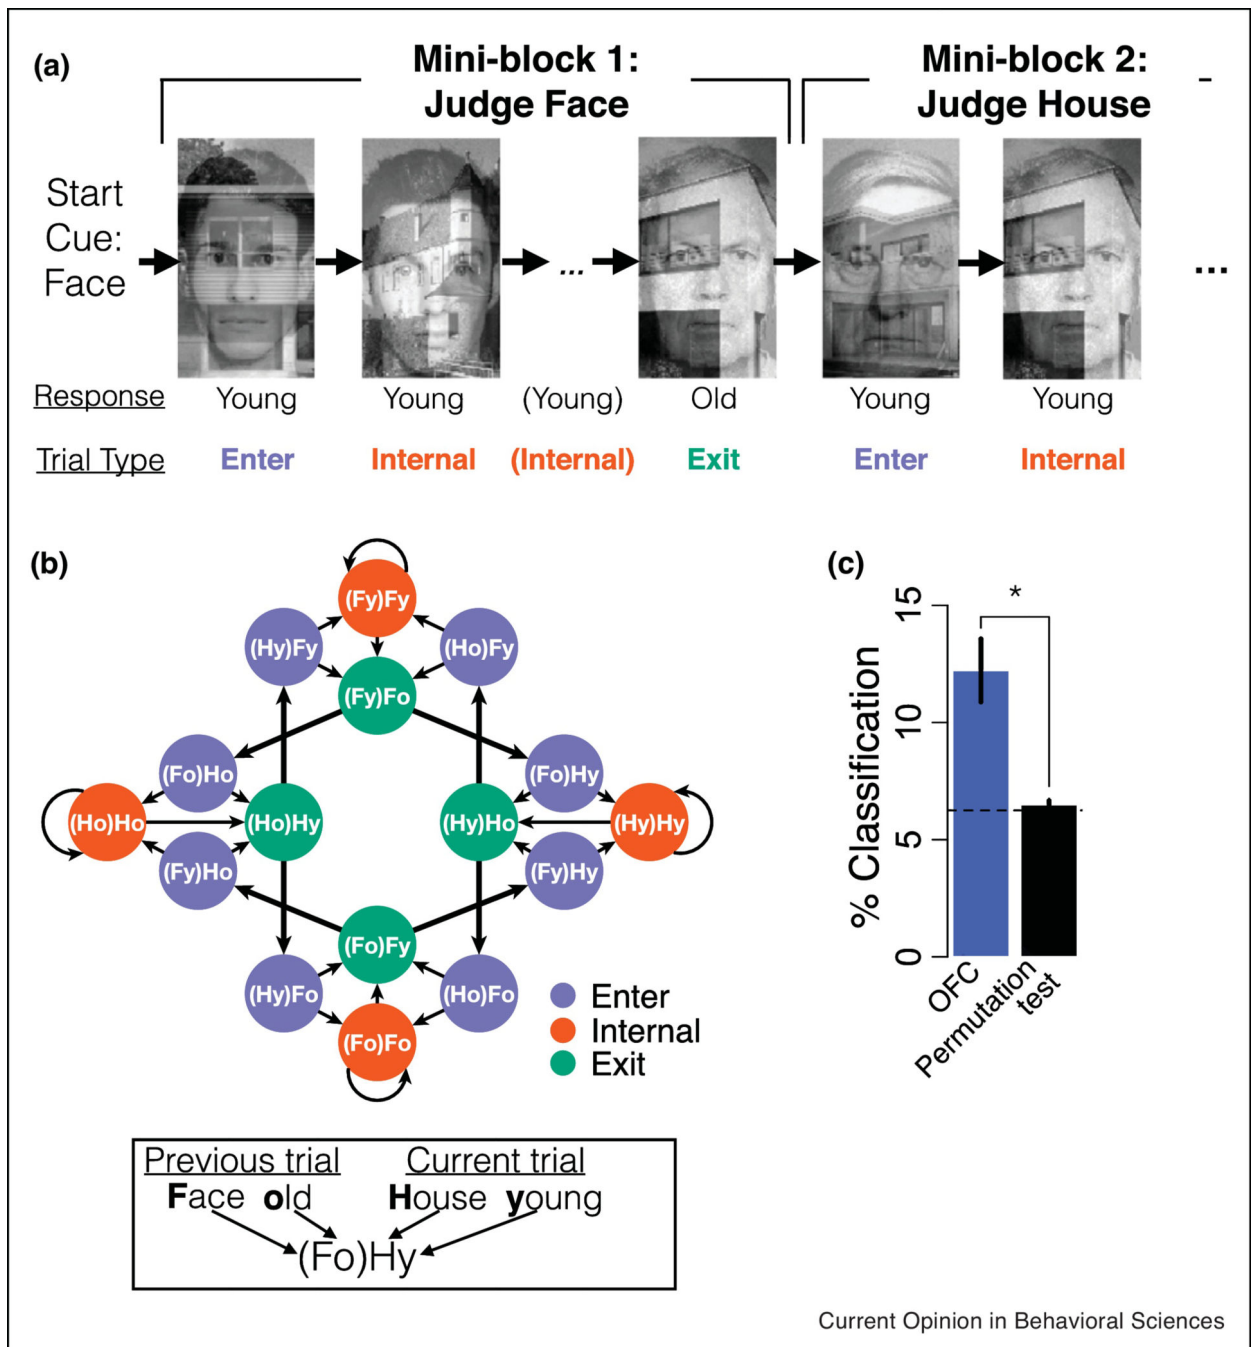 (a)
Mini-block 1:
Judge Face
Mini-block 2:
Judge House
Start
Cue:
Face
...
...
Response Young Young (Young) Old Young Young
Trial Type Enter Internal (Internal) Exit Enter Internal
(b)
(Fy)Fy
(Hy)Fy
(Ho)Fy
(Fy)Fo
(Fo)Ho
(Fo)Hy
(Ho)Ho
(Ho)Hy
(Hy)Ho
(Hy)Hy
(Fy)Ho
(Fy)Hy
(Fo)Fy
(Hy)Fo
(Ho)Fo
(Fo)Fo
Enter
Internal
Exit
(c)
% Classification
15
10
5
0
*
OFC
Permutation
test
Previous trial Current trial
Face old House young
(Fo)Hy
Current Opinion in Behavioral Sciences